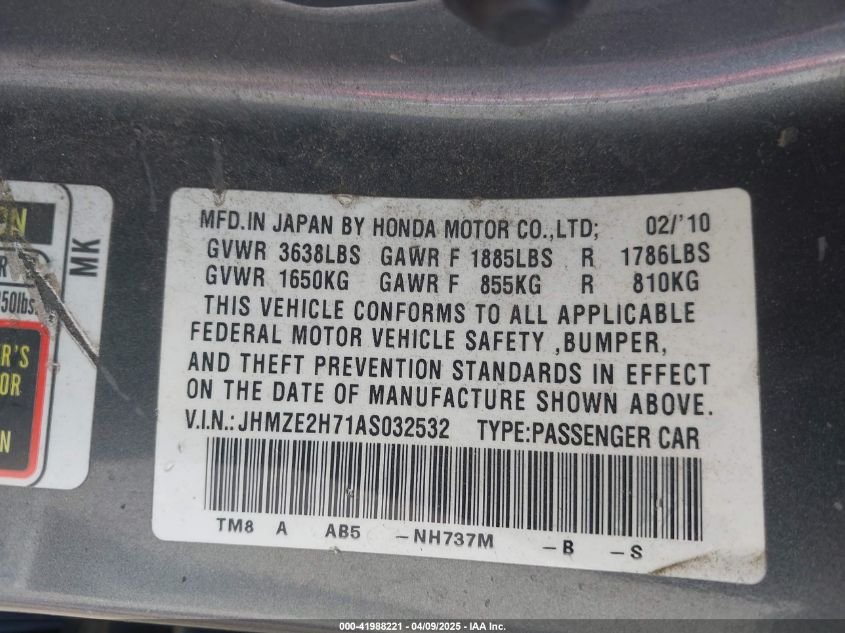 MFD.IN JAPAN BY HONDA MOTOR CO.,LTD; 02/'10
GVWR 3638LBS GAWR F 1885LBS R 1786LBS
GVWR 1650KG GAWR F 855KG R 810KG
THIS VEHICLE CONFORMS TO ALL APPLICABLE
FEDERAL MOTOR VEHICLE SAFETY ,BUMPER,
AND THEFT PREVENTION STANDARDS IN EFFECT
ON THE DATE OF MANUFACTURE SHOWN ABOVE.
V.I.N.: JHMZE2H71AS032532 TYPE:PASSENGER CAR
TM8 A AB5 -NH737M -B -S
MK
000-41988221 - 04/09/2025 - IAA Inc.